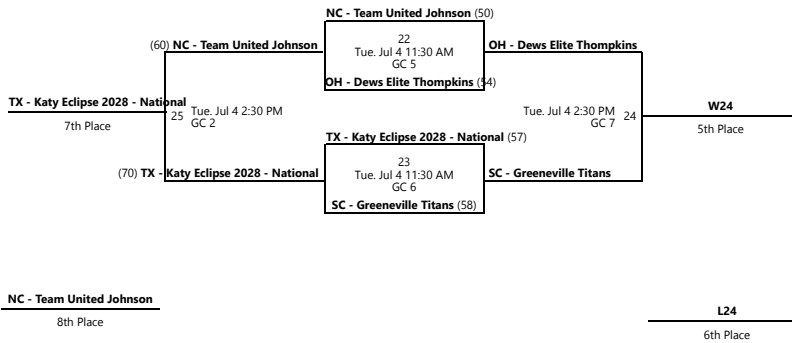 NC - Team United Johnson (50)
22
(60) NC - Team United Johnson
Tue. Jul 4 11:30 AM
OH - Dews Elite Thompkins
GC 5
OH - Dews Elite Thompkins (54)
TX - Katy Eclipse 2028 - National
7th Place
25
Tue. Jul 4 2:30 PM
GC 2
Tue. Jul 4 2:30 PM
GC 7
24
W24
5th Place
TX - Katy Eclipse 2028 - National (57)
23
Tue. Jul 4 11:30 AM
(70) TX - Katy Eclipse 2028 - National
SC - Greeneville Titans
GC 6
SC - Greeneville Titans (58)
NC - Team United Johnson
8th Place
L24
6th Place